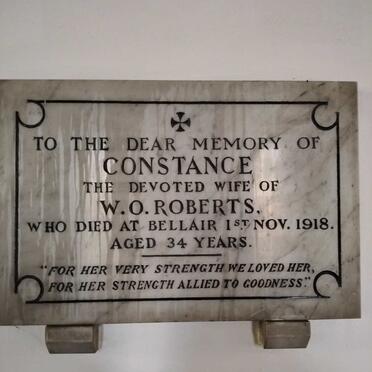 TO THE DEAR MEMORY OF
CONSTANCE
THE DEVOTED WIFE OF
W.O. ROBERTS,
WHO DIED AT BELLAIR 1ST NOV. 1918.
AGED 34 YEARS.
"FOR HER VERY STRENGTH WE LOVED HER,
FOR HER STRENGTH ALLIED TO GOODNESS."